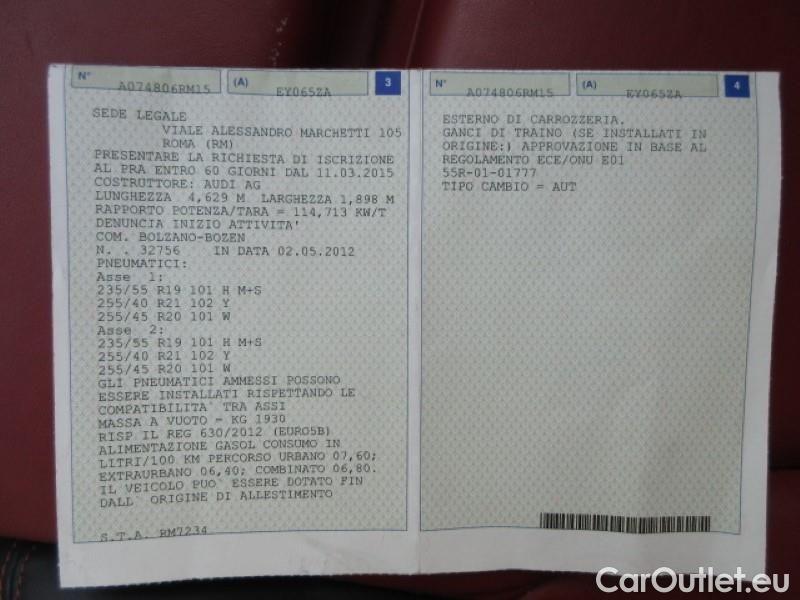 N° A074806RM15 (A) EY065ZA 3
SEDE LEGALE
VIALE ALESSANDRO MARCHETTI 105
ROMA (RM)
PRESENTARE LA RICHIESTA DI ISCRIZIONE
AL PRA ENTRO 60 GIORNI DAL 11.03.2015
COSTRUTTORE: AUDI AG
LUNGHEZZA 4,629 M LARGHEZZA 1,898 M
RAPPORTO POTENZA/TARA = 114,713 KW/T
DENUNCIA INIZIO ATTIVITA'
COM. BOLZANO-BOZEN
N. . 32756 IN DATA 02.05.2012
PNEUMATICI:
Asse 1:
235/55 R19 101 H M+S
255/40 R21 102 Y
255/45 R20 101 W
Asse 2:
235/55 R19 101 H M+S
255/40 R21 102 Y
255/45 R20 101 W
GLI PNEUMATICI AMMESSI POSSONO
ESSERE INSTALLATI RISPETTANDO LE
COMPATIBILITA` TRA ASSI
MASSA A VUOTO = KG 1930
RISP IL REG 630/2012 (EURO5B)
ALIMENTAZIONE GASOL CONSUMO IN
LITRI/100 KM PERCORSO URBANO 07,60;
EXTRAURBANO 06,40; COMBINATO 06,80.
IL VEICOLO PUO` ESSERE DOTATO FIN
DALL` ORIGINE DI ALLESTIMENTO
S.T.A. RM7234
N° A074806RM15 (A) EY065ZA 4
ESTERNO DI CARROZZERIA.
GANCI DI TRAINO (SE INSTALLATI IN
ORIGINE:) APPROVAZIONE IN BASE AL
REGOLAMENTO ECE/ONU E01
55R-01-01777
TIPO CAMBIO = AUT
CarOutlet.eu